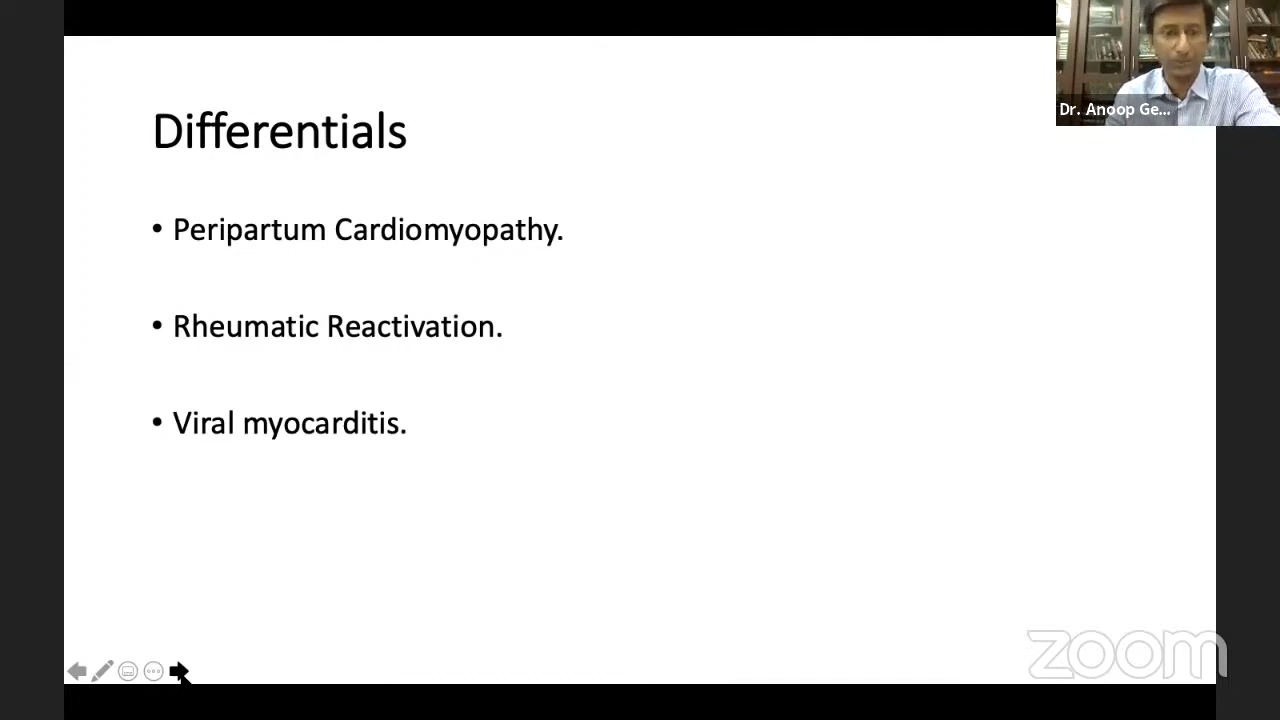 Dr. Anoop Ge...
Differentials
• Peripartum Cardiomyopathy.
• Rheumatic Reactivation.
• Viral myocarditis.
zoom